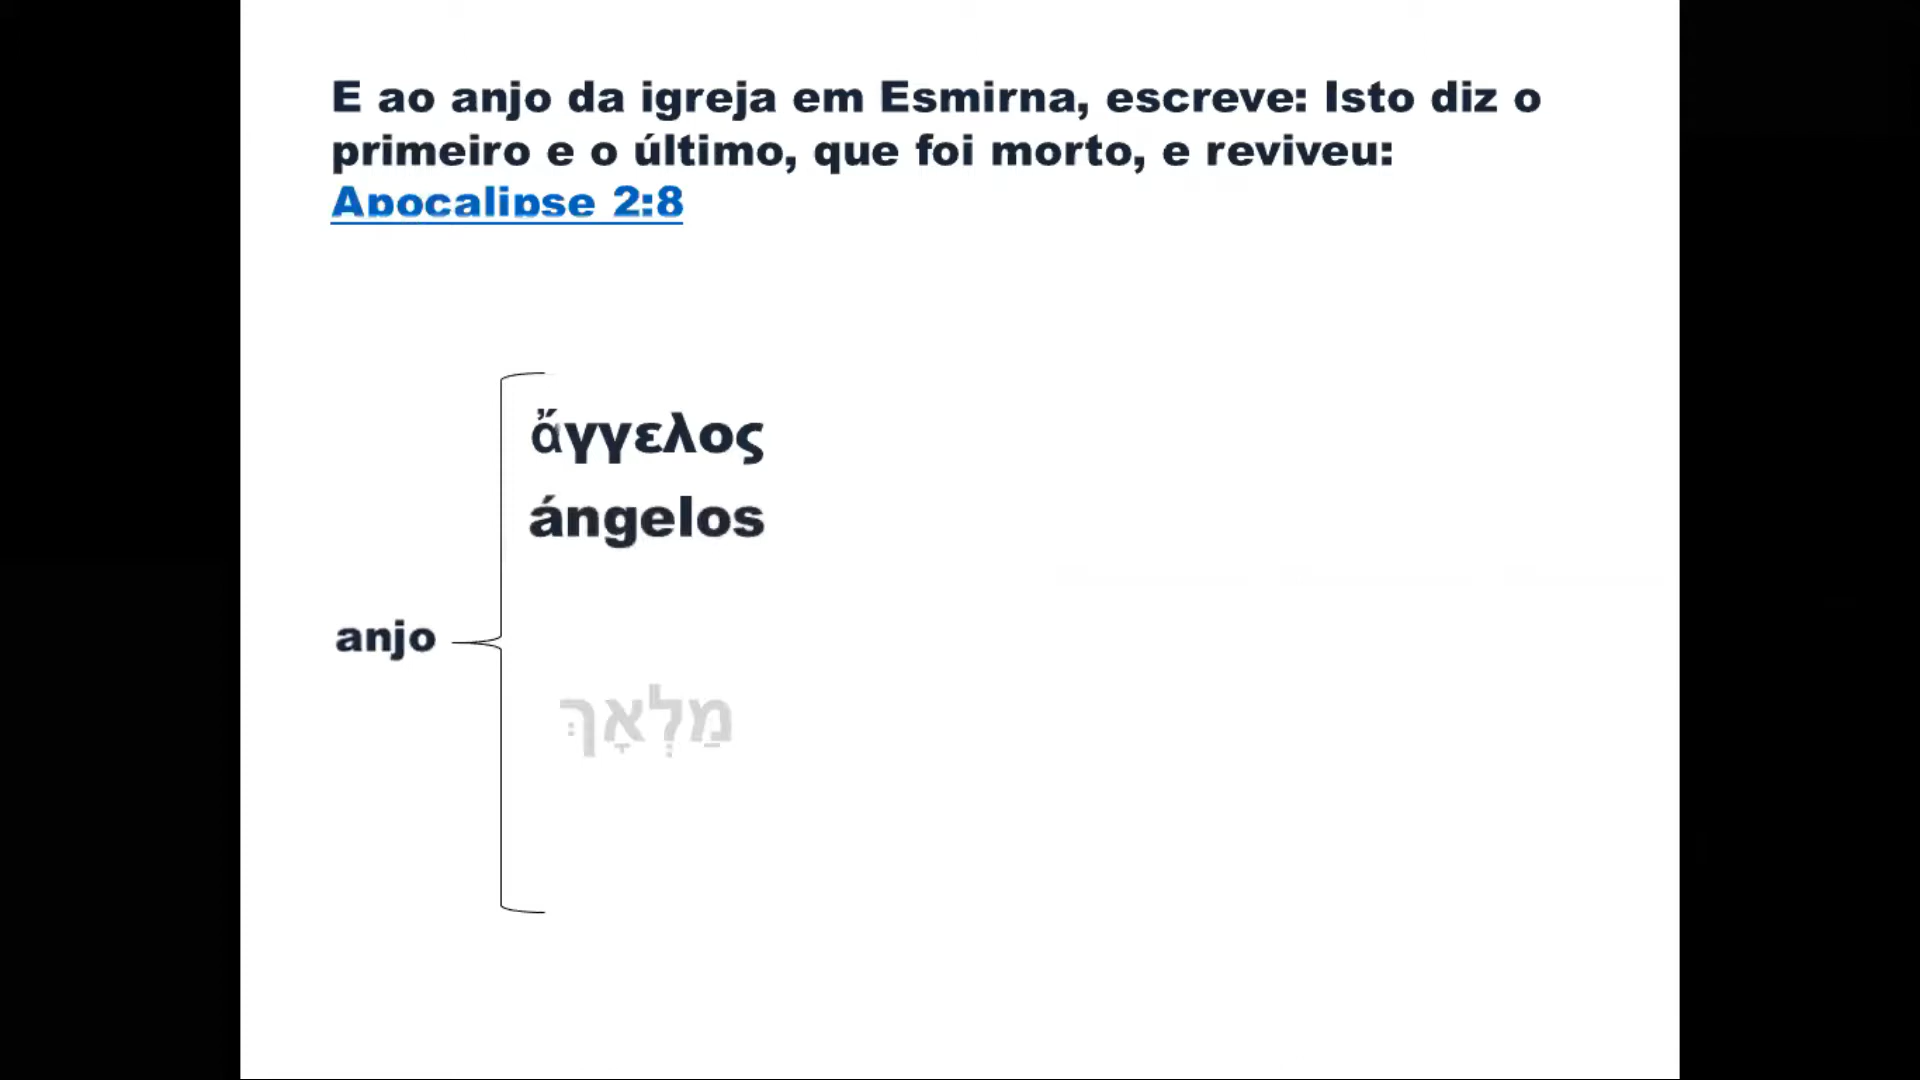 E ao anjo da igreja em Esmirna, escreve: Isto diz o
primeiro e o último, que foi morto, e reviveu:
Apocalipse 2:8
ἄγγελος
ángelos
anjo
מַלְאָךְ